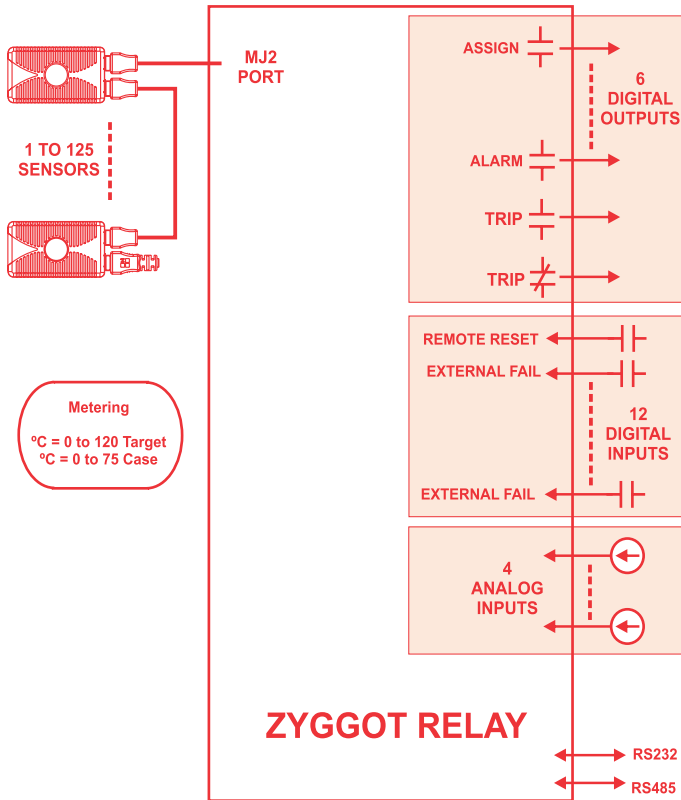 MJ2
PORT
1 TO 125
SENSORS
Metering
ºC = 0 to 120 Target
ºC = 0 to 75 Case
ASSIGN
6
DIGITAL
OUTPUTS
ALARM
TRIP
TRIP
REMOTE RESET
EXTERNAL FAIL
12
DIGITAL
INPUTS
EXTERNAL FAIL
4
ANALOG
INPUTS
ZYGGOT RELAY
RS232
RS485